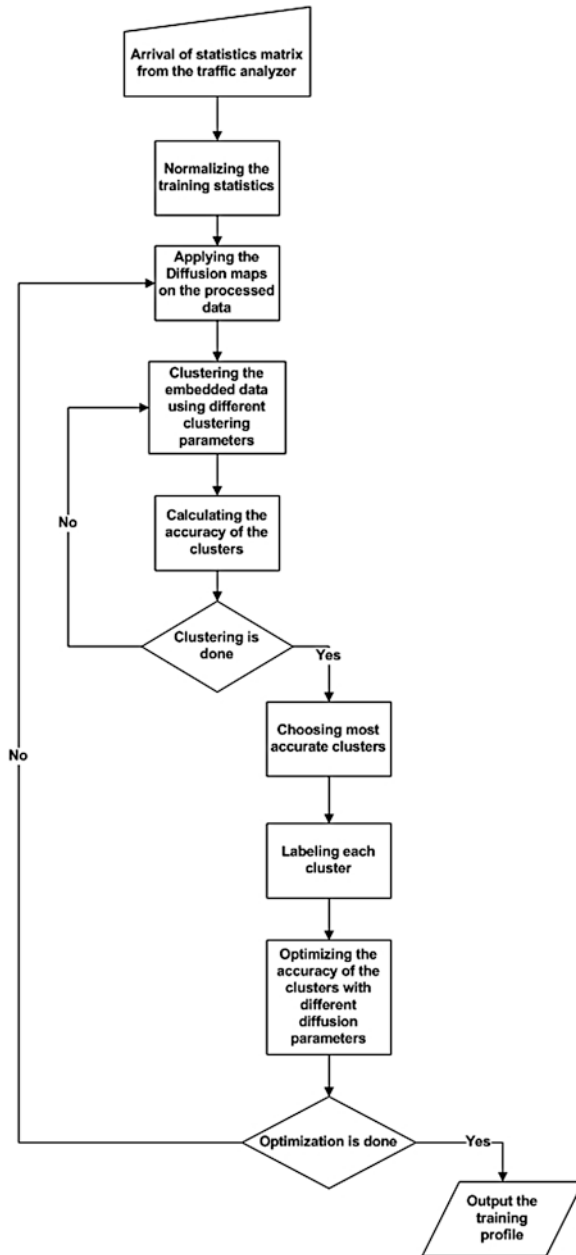 Arrival of statistics matrix
from the traffic analyzer
Normalizing the
training statistics
Applying the
Diffusion maps
on the processed
data
Clustering the
embedded data
using different
clustering
parameters
No
Calculating the
accuracy of the
clusters
Clustering is
done
Yes
Choosing most
accurate clusters
No
Labeling each
cluster
Optimizing the
accuracy of the
clusters with
different
diffusion
parameters
Optimization is done
Yes
Output the
training
profile